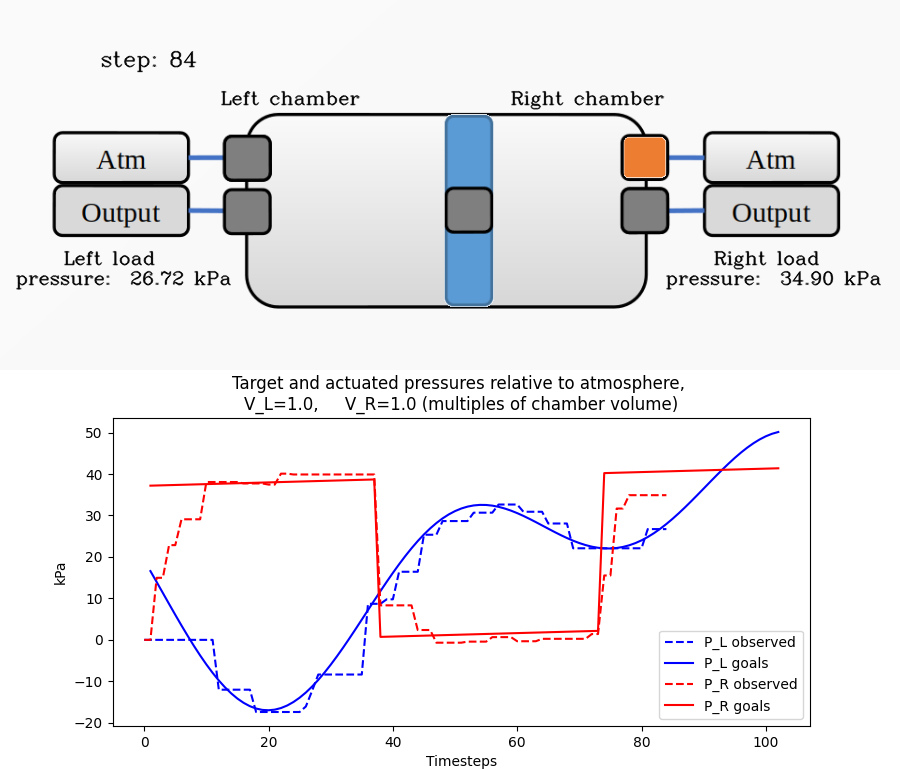 step: 84
Left chamber
Right chamber
Atm
Atm
Output
Output
Left load
pressure: 26.72 kPa
Right load
pressure: 34.90 kPa
Target and actuated pressures relative to atmosphere,
V_L=1.0, V_R=1.0 (multiples of chamber volume)
50
40
30
20
10
0
−10
−20
kPa
P_L observed
P_L goals
P_R observed
P_R goals
0 20 40 60 80 100
Timesteps